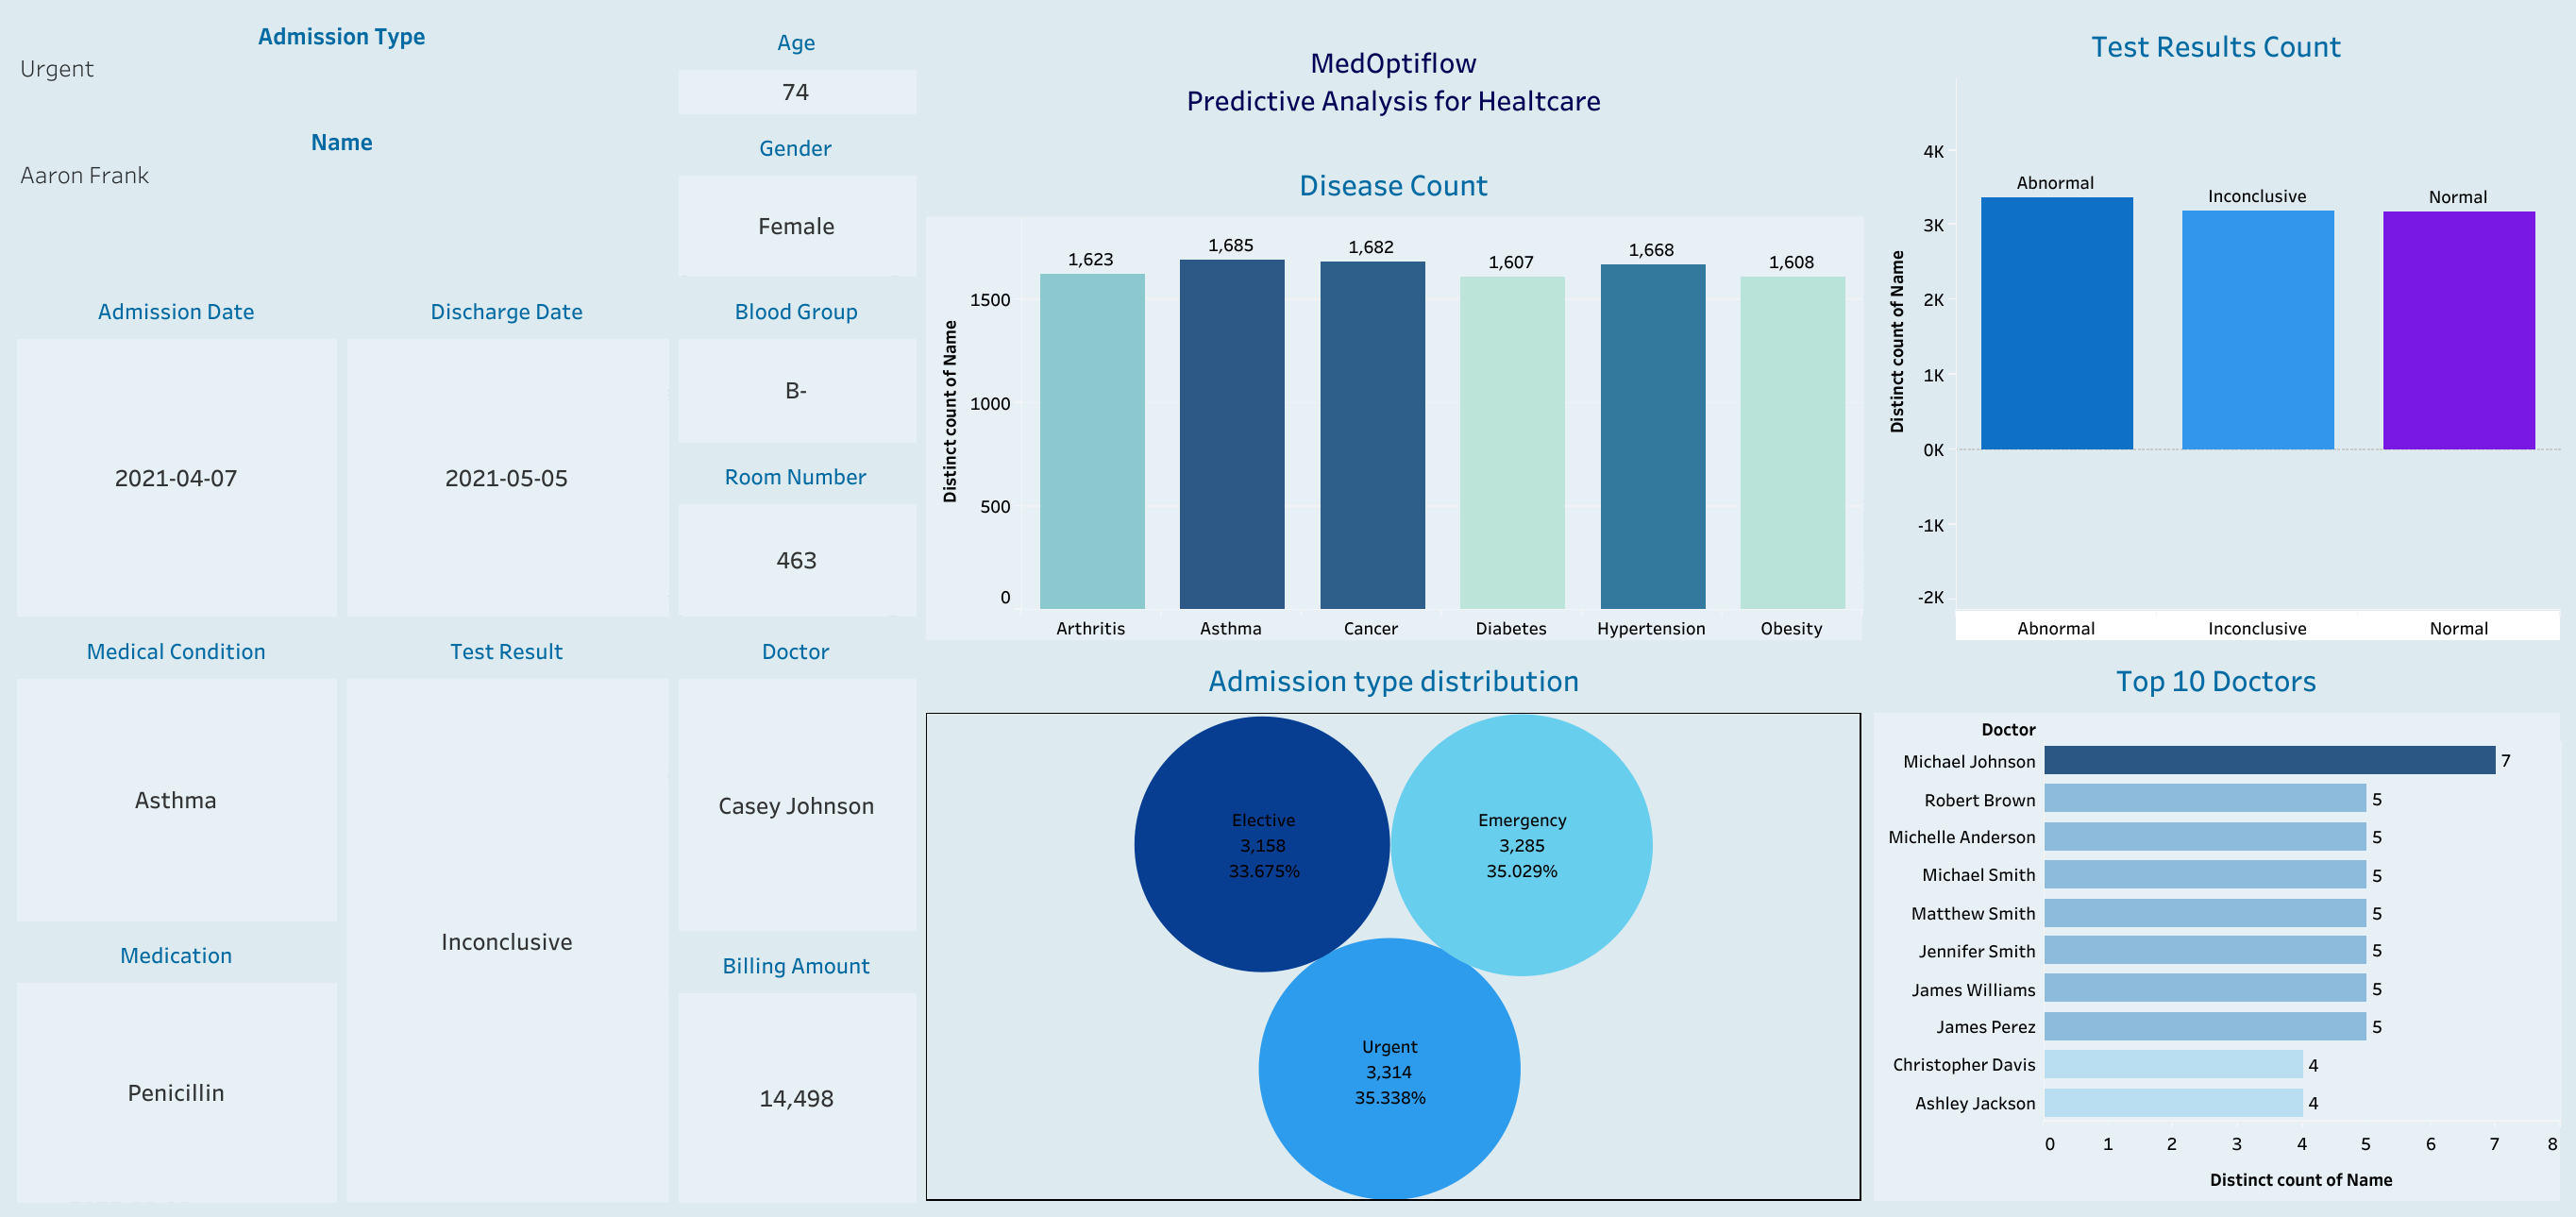 Admission Type
Urgent
Name
Aaron Frank
Age
74
Gender
Female
Admission Date
2021-04-07
Discharge Date
2021-05-05
Blood Group
B-
Room Number
463
Medical Condition
Asthma
Test Result
Inconclusive
Doctor
Casey Johnson
Medication
Penicillin
Billing Amount
14,498
MedOptiflow
Predictive Analysis for Healtcare
Disease Count
Distinct count of Name
1500
1000
500
0
1,623
1,685
1,682
1,607
1,668
1,608
Arthritis
Asthma
Cancer
Diabetes
Hypertension
Obesity
Admission type distribution
Elective
3,158
33.675%
Emergency
3,285
35.029%
Urgent
3,314
35.338%
Test Results Count
Distinct count of Name
4K
3K
2K
1K
0K
-1K
-2K
Abnormal
Inconclusive
Normal
Abnormal
Inconclusive
Normal
Top 10 Doctors
Doctor
Michael Johnson 7
Robert Brown 5
Michelle Anderson 5
Michael Smith 5
Matthew Smith 5
Jennifer Smith 5
James Williams 5
James Perez 5
Christopher Davis 4
Ashley Jackson 4
0 1 2 3 4 5 6 7 8
Distinct count of Name